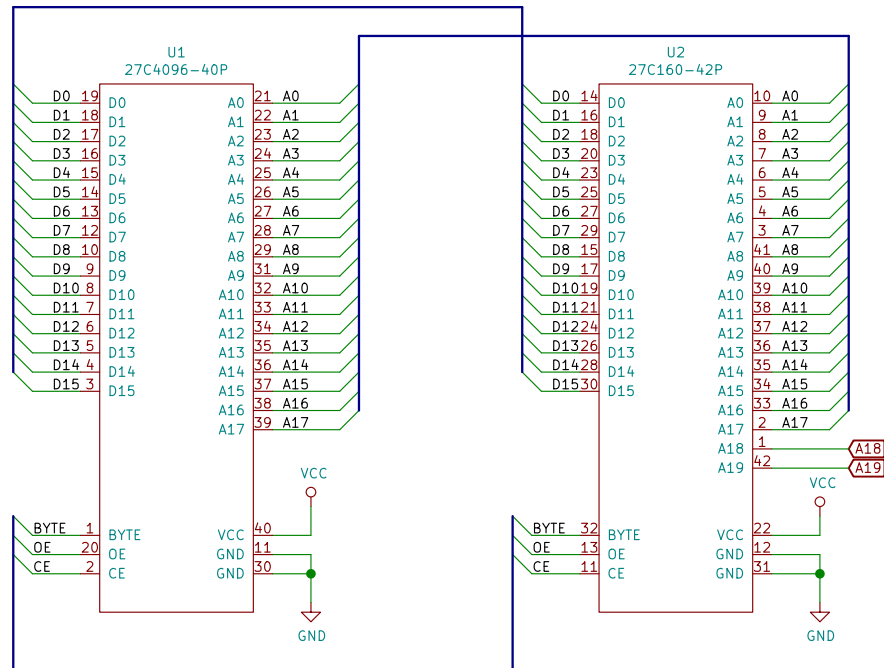 U1
27C4096-40P
D0 19 D0 A0 21 A0
D1 18 D1 A1 22 A1
D2 17 D2 A2 23 A2
D3 16 D3 A3 24 A3
D4 15 D4 A4 25 A4
D5 14 D5 A5 26 A5
D6 13 D6 A6 27 A6
D7 12 D7 A7 28 A7
D8 10 D8 A8 29 A8
D9 9 D9 A9 31 A9
D10 8 D10 A10 32 A10
D11 7 D11 A11 33 A11
D12 6 D12 A12 34 A12
D13 5 D13 A13 35 A13
D14 4 D14 A14 36 A14
D15 3 D15 A15 37 A15
A16 38 A16
A17 39 A17
VCC
BYTE 1 BYTE VCC 40
OE 20 OE GND 11
CE 2 CE GND 30
GND
U2
27C160-42P
D0 14 D0 A0 10 A0
D1 16 D1 A1 9 A1
D2 18 D2 A2 8 A2
D3 20 D3 A3 7 A3
D4 23 D4 A4 6 A4
D5 25 D5 A5 5 A5
D6 27 D6 A6 4 A6
D7 29 D7 A7 3 A7
D8 15 D8 A8 41 A8
D9 17 D9 A9 40 A9
D10 19 D10 A10 39 A10
D11 21 D11 A11 38 A11
D12 24 D12 A12 37 A12
D13 26 D13 A13 36 A13
D14 28 D14 A14 35 A14
D15 30 D15 A15 34 A15
A16 33 A16
A17 2 A17
A18 1 A18
A19 42 A19
VCC
BYTE 32 BYTE VCC 22
OE 13 OE GND 12
CE 11 CE GND 31
GND